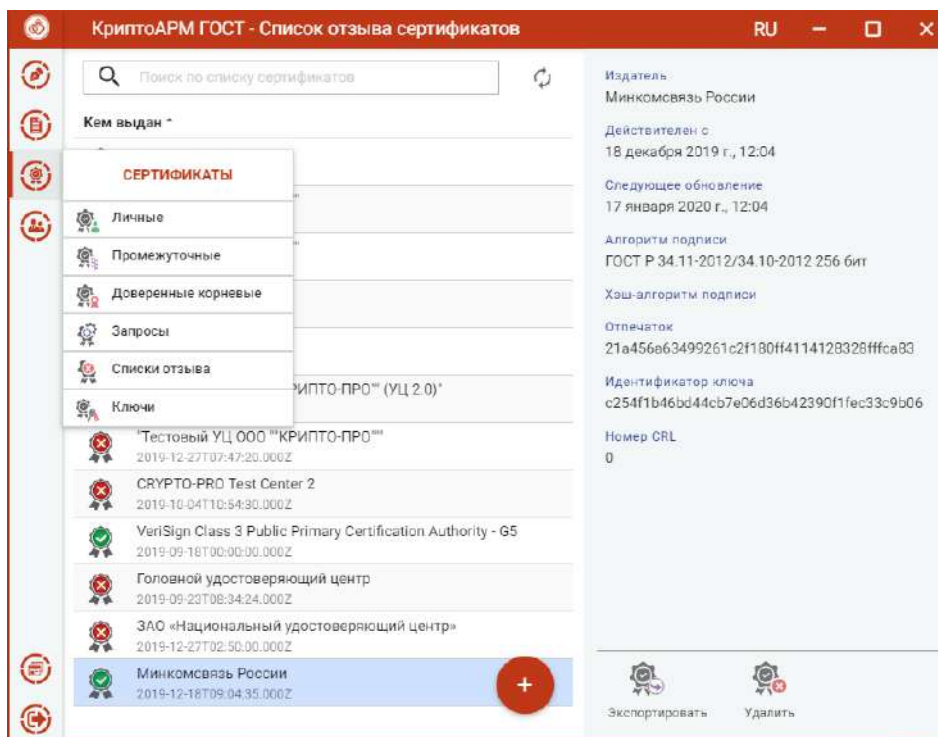 КриптоАРМ ГОСТ - Список отзыва сертификатов
RU
Поиск по списку сертификатов
Кем выдан
СЕРТИФИКАТЫ
Личные
Промежуточные
Доверенные корневые
Запросы
Списки отзыва
Ключи
КРИПТО-ПРО"" (УЦ 2.0)"
"Тестовый УЦ ООО ""КРИПТО-ПРО"""
2019-12-27T07:47:20.000Z
CRYPTO-PRO Test Center 2
2019-10-04T10:54:30.000Z
VeriSign Class 3 Public Primary Certification Authority - G5
2019-09-18T00:00:00.000Z
Головной удостоверяющий центр
2019-09-23T08:34:24.000Z
ЗАО «Национальный удостоверяющий центр»
2019-12-27T02:50:00.000Z
Минкомсвязь России
2019-12-18T09:04:35.000Z
Издатель
Минкомсвязь России
Действителен с
18 декабря 2019 г., 12:04
Следующее обновление
17 января 2020 г., 12:04
Алгоритм подписи
ГОСТ Р 34.11-2012/34.10-2012 256 бит
Хэш-алгоритм подписи
Отпечаток
21a456a63499261c2f180ff4114128328fffca83
Идентификатор ключа
c254f1b46bd44cb7e06d36b42390f1fec33c9b06
Номер CRL
0
Экспортировать
Удалить